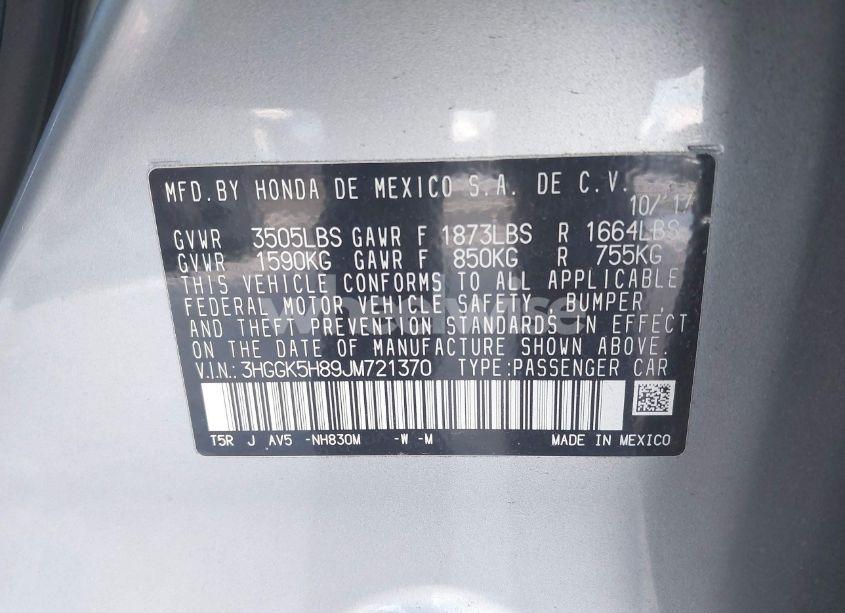 MFD.BY HONDA DE MEXICO S.A. DE C.V.
10/17
GVWR 3505LBS GAWR F 1873LBS R 1664LBS
GVWR 1590KG GAWR F 850KG R 755KG
THIS VEHICLE CONFORMS TO ALL APPLICABLE
FEDERAL MOTOR VEHICLE SAFETY, BUMPER,
AND THEFT PREVENTION STANDARDS IN EFFECT
ON THE DATE OF MANUFACTURE SHOWN ABOVE.
V.I.N.: 3HGGK5H89JM721370 TYPE:PASSENGER CAR
T5R J AV5 -NH830M -W -M MADE IN MEXICO